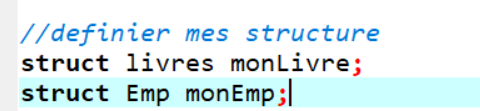 //definier mes structure
struct livres monLivre;
struct Emp monEmp;